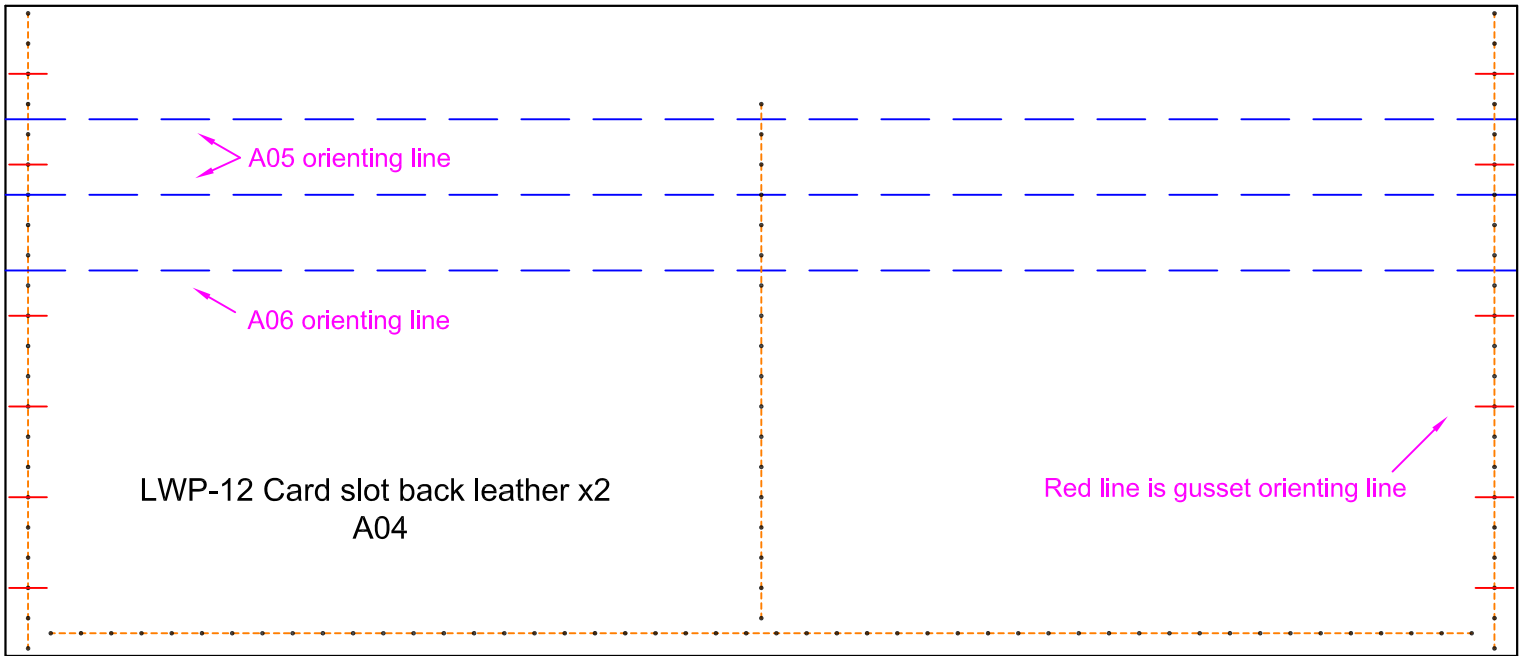 A05 orienting line
A06 orienting line
LWP-12 Card slot back leather x2
A04
Red line is gusset orienting line